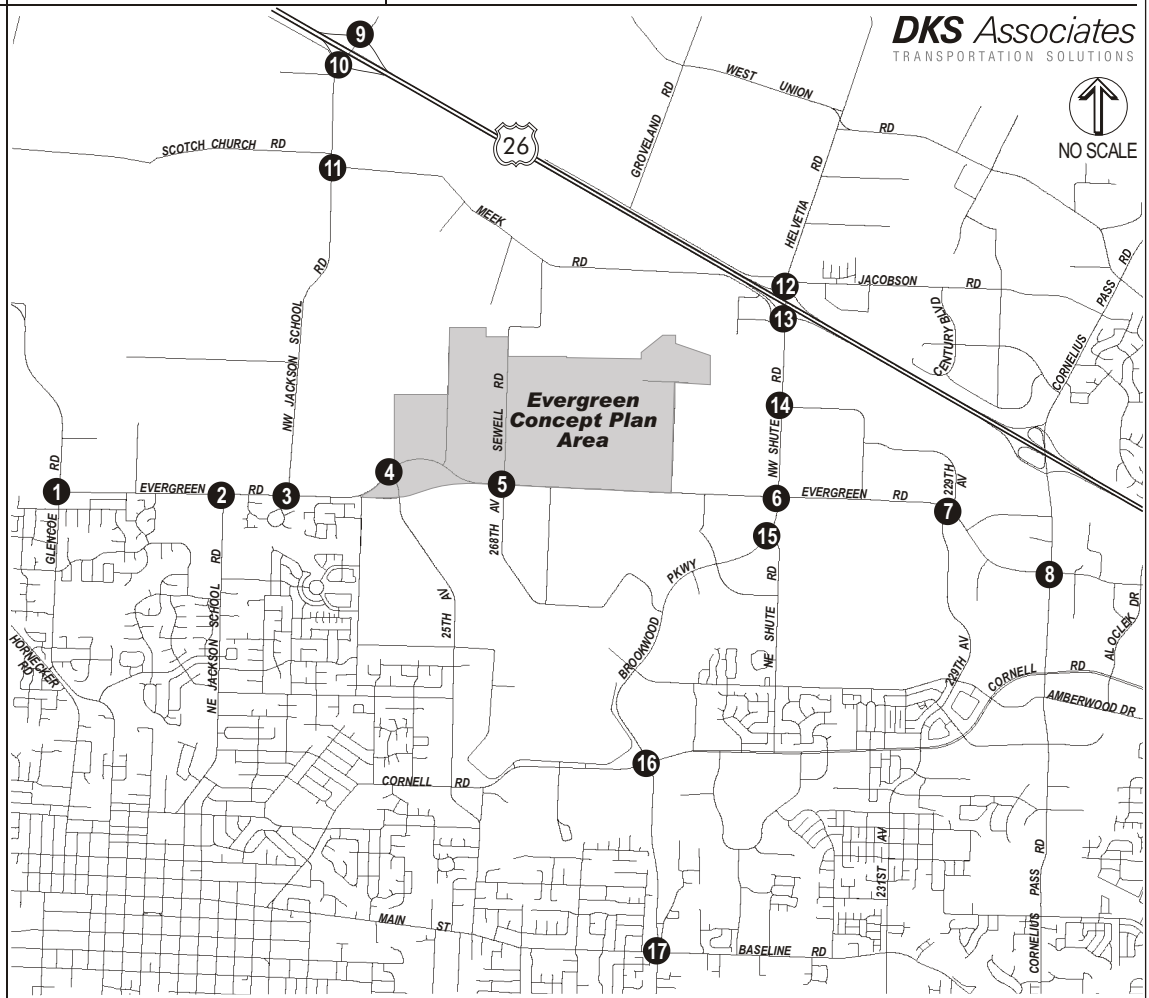 DKS Associates
TRANSPORTATION SOLUTIONS
NO SCALE
9
10
26
WEST UNION RD
GROVELAND RD
SCOTCH CHURCH RD
11
HELVETIA RD
MEEK RD
12
JACOBSON RD
13
CENTURY BLVD
CORNELIUS PASS RD
NW JACKSON SCHOOL RD
SEWELL RD
Evergreen
Concept Plan
Area
14
NW SHUTE RD
4
5
1
GLENCOE RD
EVERGREEN RD
2
3
6
EVERGREEN RD
229TH AV
7
268TH AV
15
8
PKWY
BROOKWOOD
NE SHUTE RD
NE JACKSON SCHOOL RD
25TH AV
HORNECKER RD
229TH AV
CORNELL RD
AMBERWOOD DR
ALOCLEK DR
16
CORNELL RD
231ST AV
CORNELIUS PASS RD
MAIN ST
17
BASELINE RD